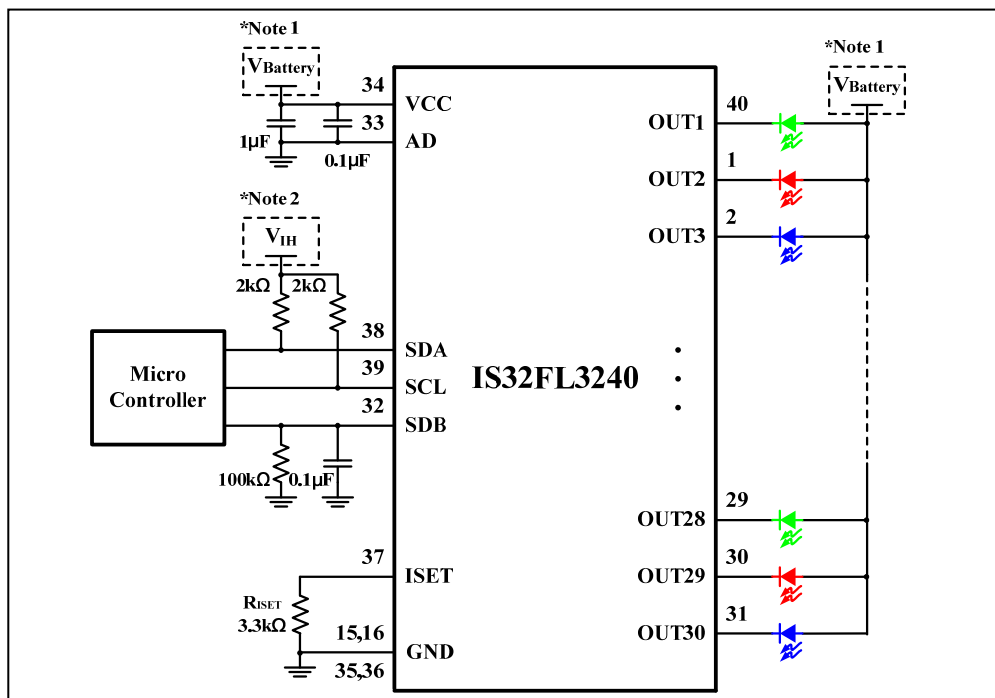 *Note 1
VBattery
34
VCC
33
AD
1µF
0.1µF
*Note 2
VIH
2kΩ
2kΩ
Micro
Controller
38
SDA
39
SCL
32
SDB
100kΩ
0.1µF
37
ISET
RISET
3.3kΩ
15,16
GND
35,36
IS32FL3240
*Note 1
VBattery
OUT1
40
OUT2
1
OUT3
2
OUT28
29
OUT29
30
OUT30
31